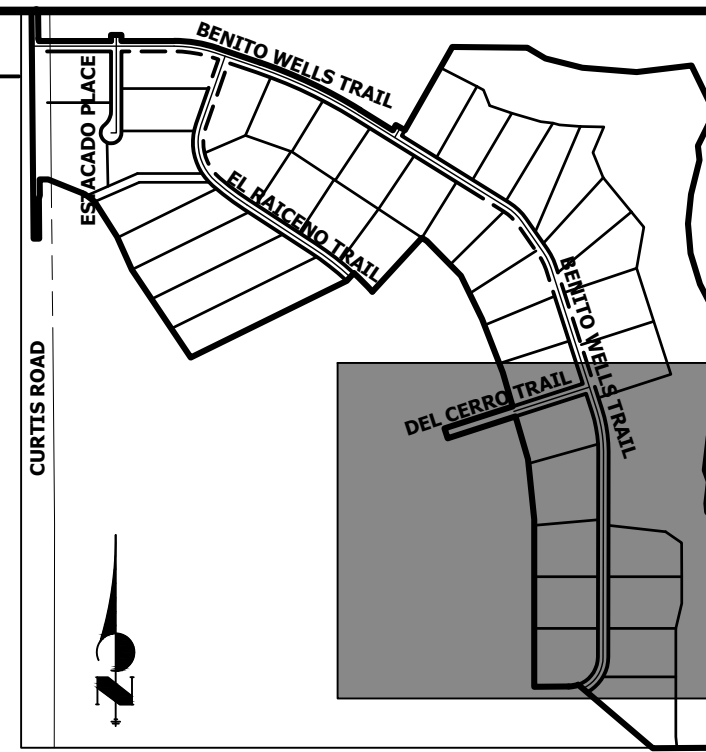 BENITO WELLS TRAIL
ESTACADO PLACE
EL RAICENO TRAIL
BENITO WELLS TRAIL
DEL CERRO TRAIL
CURTIS ROAD
N